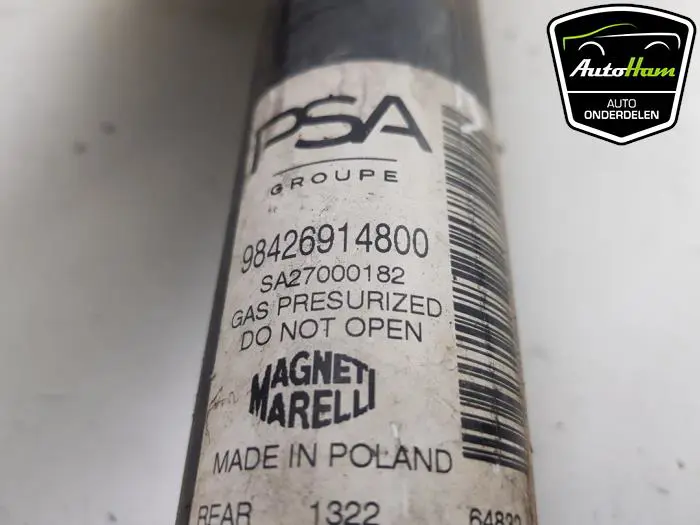 AutoHam
AUTO
ONDERDELEN
PSA
GROUPE
98426914800
SA27000182
GAS PRESURIZED
DO NOT OPEN
MAGNETI
MARELLI
MADE IN POLAND
REAR 1322